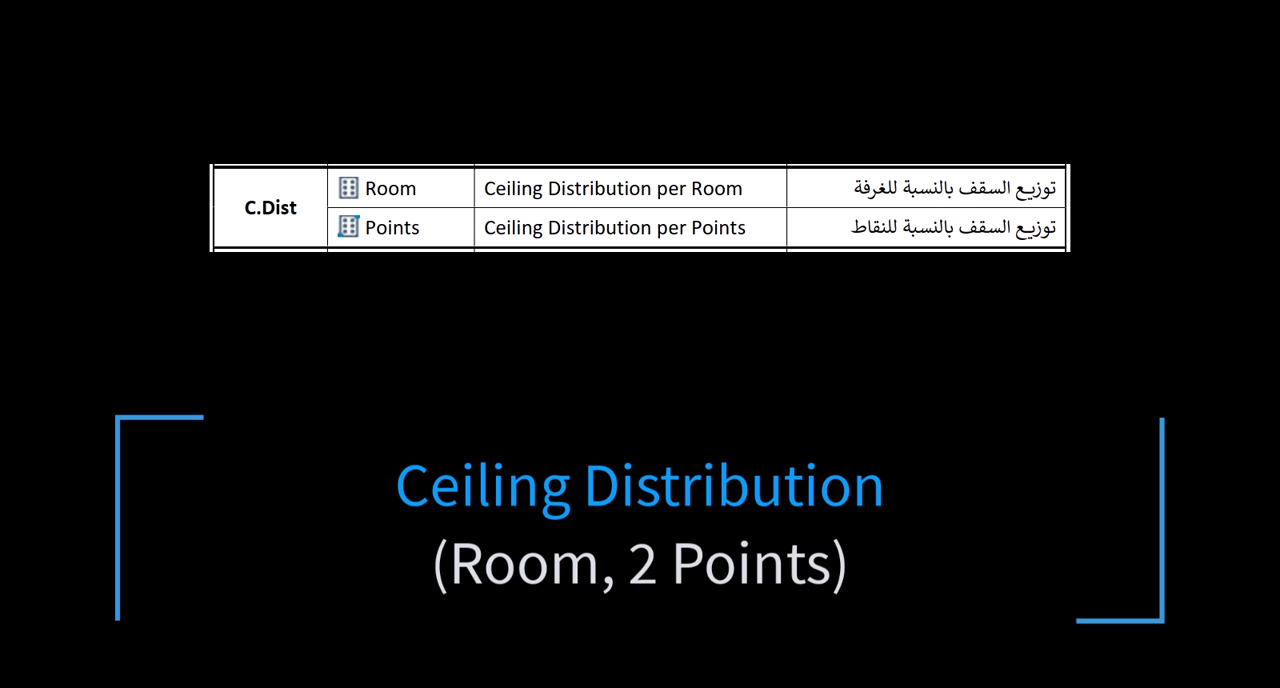 C.Dist
Room
Ceiling Distribution per Room
توزيع السقف بالنسبة للغرفة
Points
Ceiling Distribution per Points
توزيع السقف بالنسبة للنقاط
Ceiling Distribution
(Room, 2 Points)